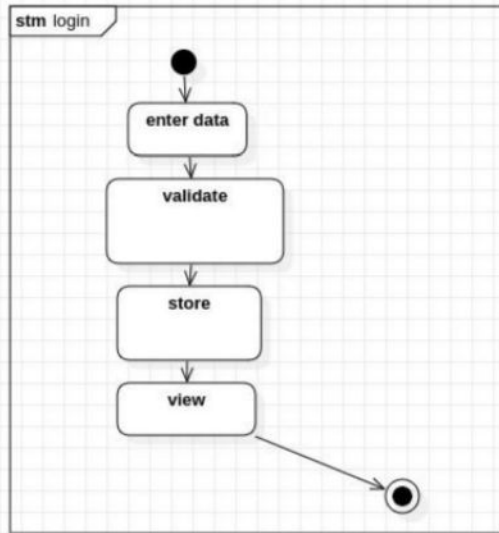 stm login
enter data
validate
store
view